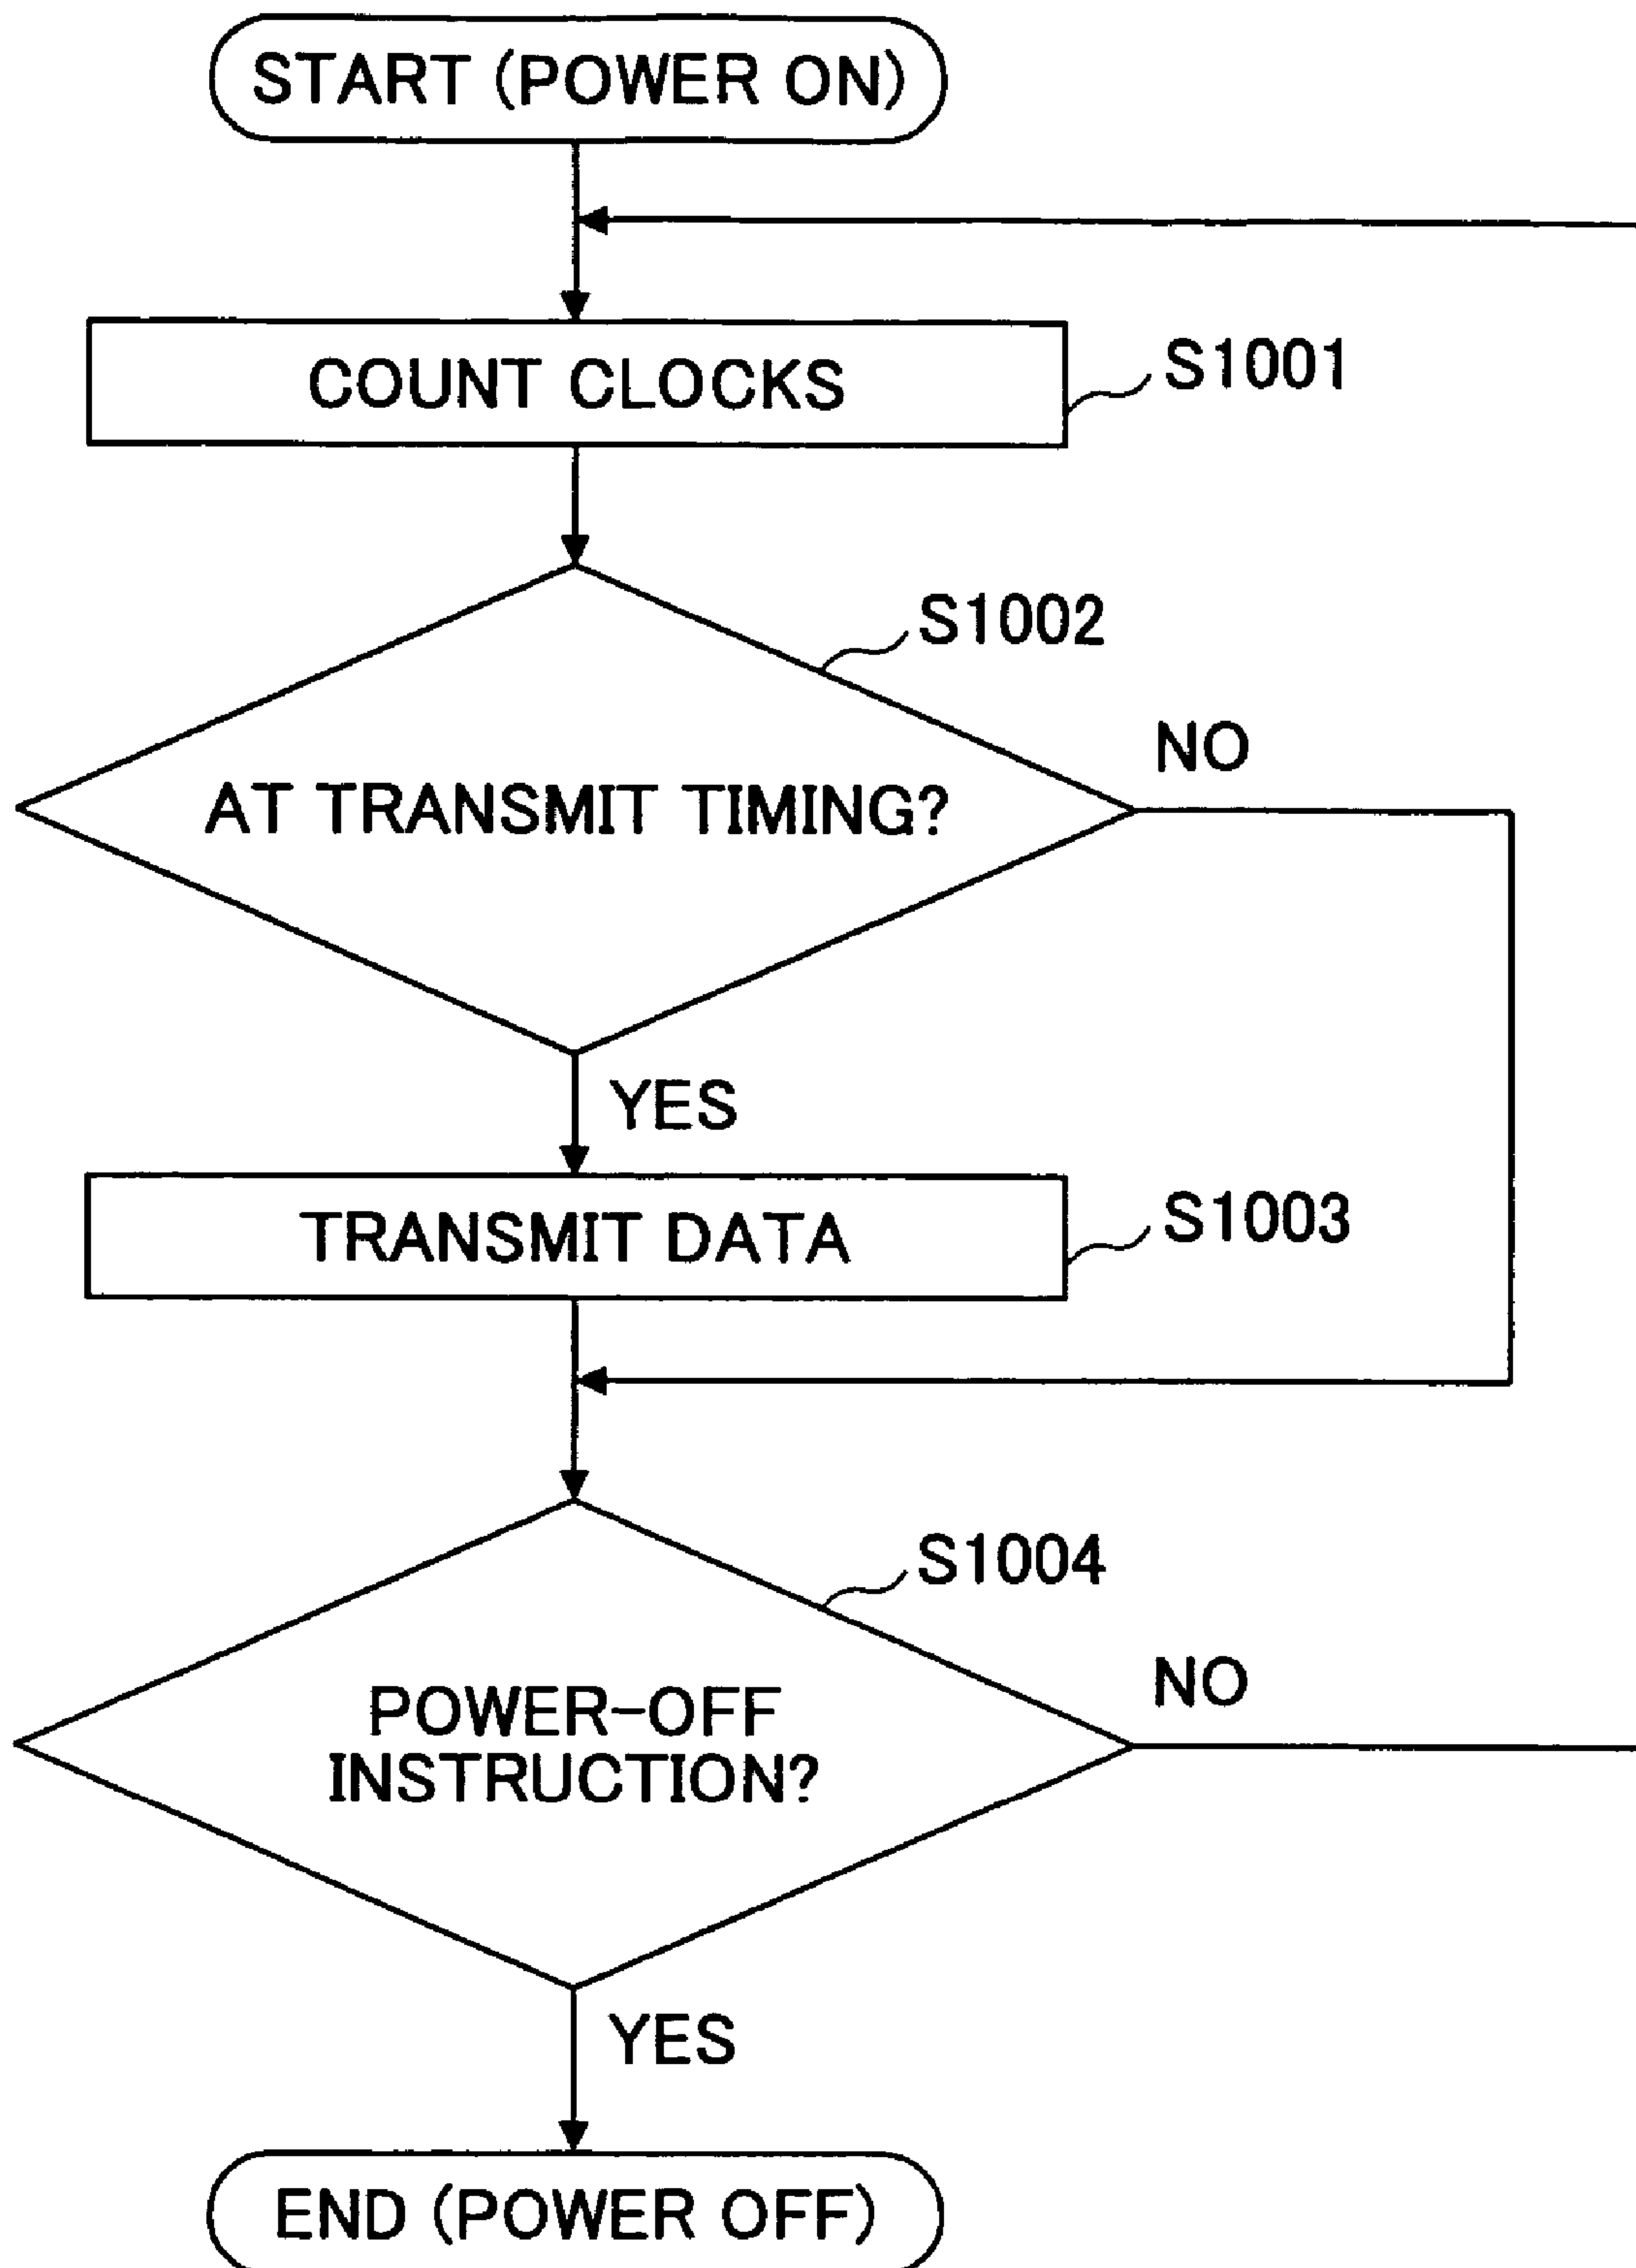 START (POWER ON)
COUNT CLOCKS
S1001
S1002
AT TRANSMIT TIMING?
NO
YES
TRANSMIT DATA
S1003
S1004
POWER-OFF
INSTRUCTION?
NO
YES
END (POWER OFF)